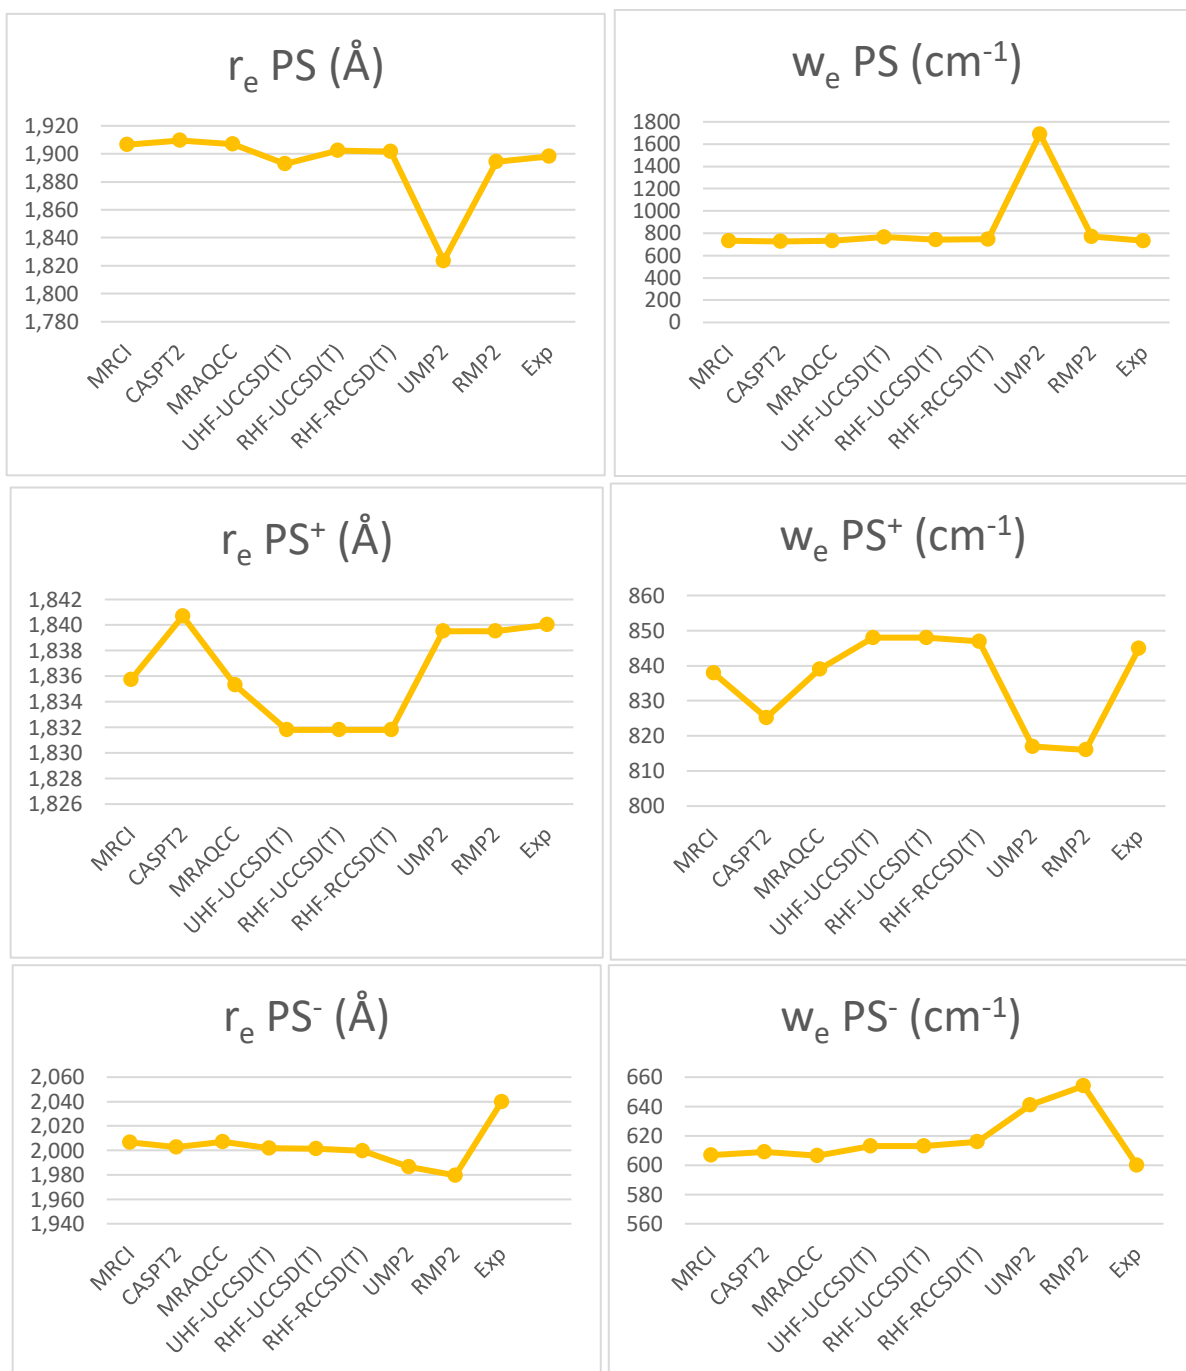 rₑ PS (Å)
1,920
1,900
1,880
1,860
1,840
1,820
1,800
1,780
MRCI
CASPT2
MRAQCC
UHF-UCCSD(T)
RHF-UCCSD(T)
RHF-RCCSD(T)
UMP2
RMP2
Exp
wₑ PS (cm⁻¹)
1800
1600
1400
1200
1000
800
600
400
200
0
MRCI
CASPT2
MRAQCC
UHF-UCCSD(T)
RHF-UCCSD(T)
RHF-RCCSD(T)
UMP2
RMP2
Exp
rₑ PS⁺ (Å)
1,842
1,840
1,838
1,836
1,834
1,832
1,830
1,828
1,826
MRCI
CASPT2
MRAQCC
UHF-UCCSD(T)
RHF-UCCSD(T)
RHF-RCCSD(T)
UMP2
RMP2
Exp
wₑ PS⁺ (cm⁻¹)
860
850
840
830
820
810
800
MRCI
CASPT2
MRAQCC
UHF-UCCSD(T)
RHF-UCCSD(T)
RHF-RCCSD(T)
UMP2
RMP2
Exp
rₑ PS⁻ (Å)
2,060
2,040
2,020
2,000
1,980
1,960
1,940
MRCI
CASPT2
MRAQCC
UHF-UCCSD(T)
RHF-UCCSD(T)
RHF-RCCSD(T)
UMP2
RMP2
Exp
wₑ PS⁻ (cm⁻¹)
660
640
620
600
580
560
MRCI
CASPT2
MRAQCC
UHF-UCCSD(T)
RHF-UCCSD(T)
RHF-RCCSD(T)
UMP2
RMP2
Exp